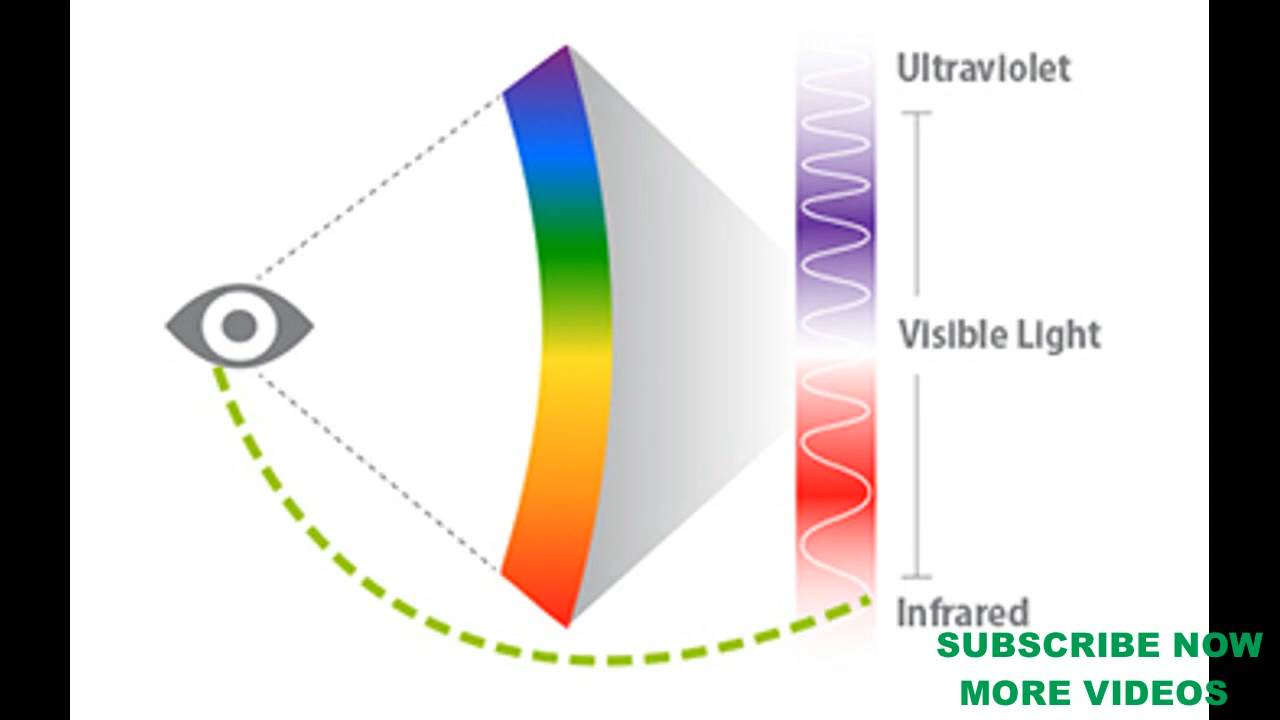 Ultraviolet
Visible Light
Infrared
SUBSCRIBE NOW
MORE VIDEOS